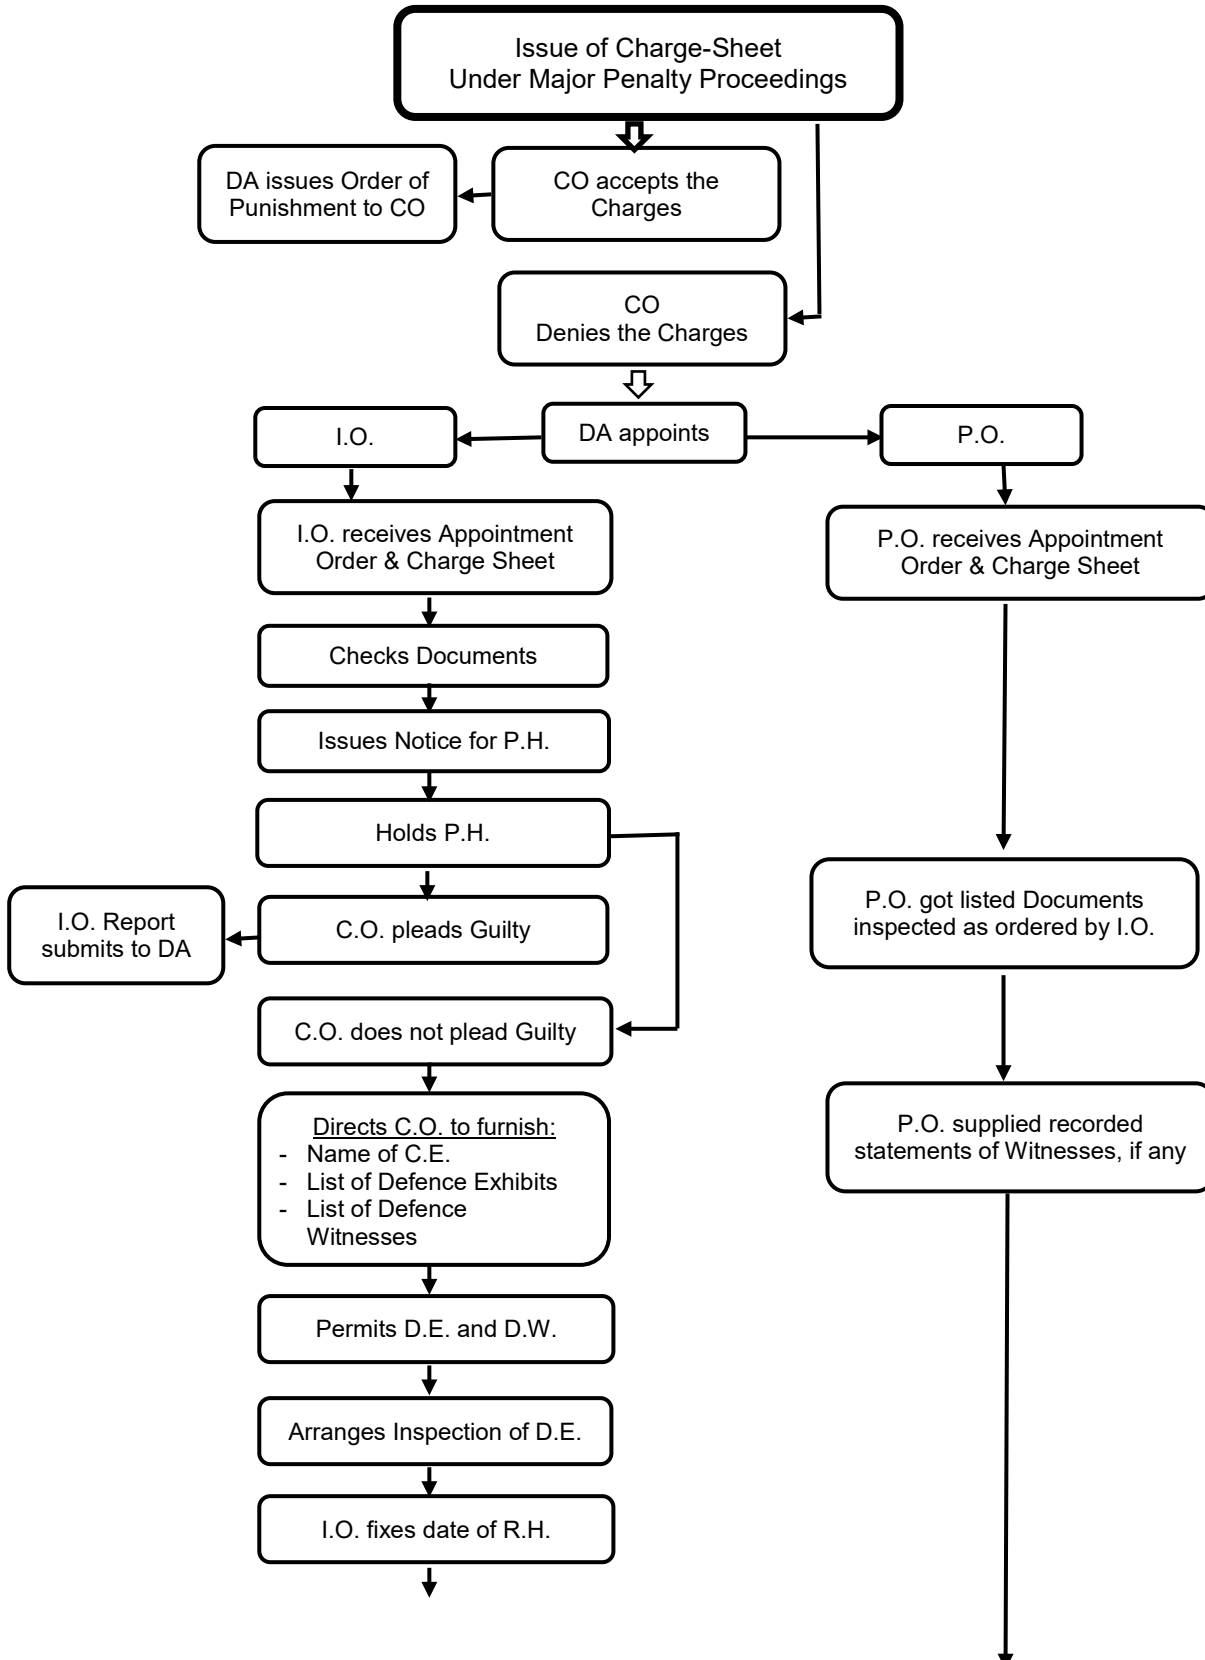 Issue of Charge-Sheet
Under Major Penalty Proceedings
DA issues Order of
Punishment to CO
CO accepts the
Charges
CO
Denies the Charges
I.O.
DA appoints
P.O.
I.O. receives Appointment
Order & Charge Sheet
P.O. receives Appointment
Order & Charge Sheet
Checks Documents
Issues Notice for P.H.
Holds P.H.
I.O. Report
submits to DA
C.O. pleads Guilty
P.O. got listed Documents
inspected as ordered by I.O.
C.O. does not plead Guilty
Directs C.O. to furnish:
- Name of C.E.
- List of Defence Exhibits
- List of Defence
Witnesses
P.O. supplied recorded
statements of Witnesses, if any
Permits D.E. and D.W.
Arranges Inspection of D.E.
I.O. fixes date of R.H.